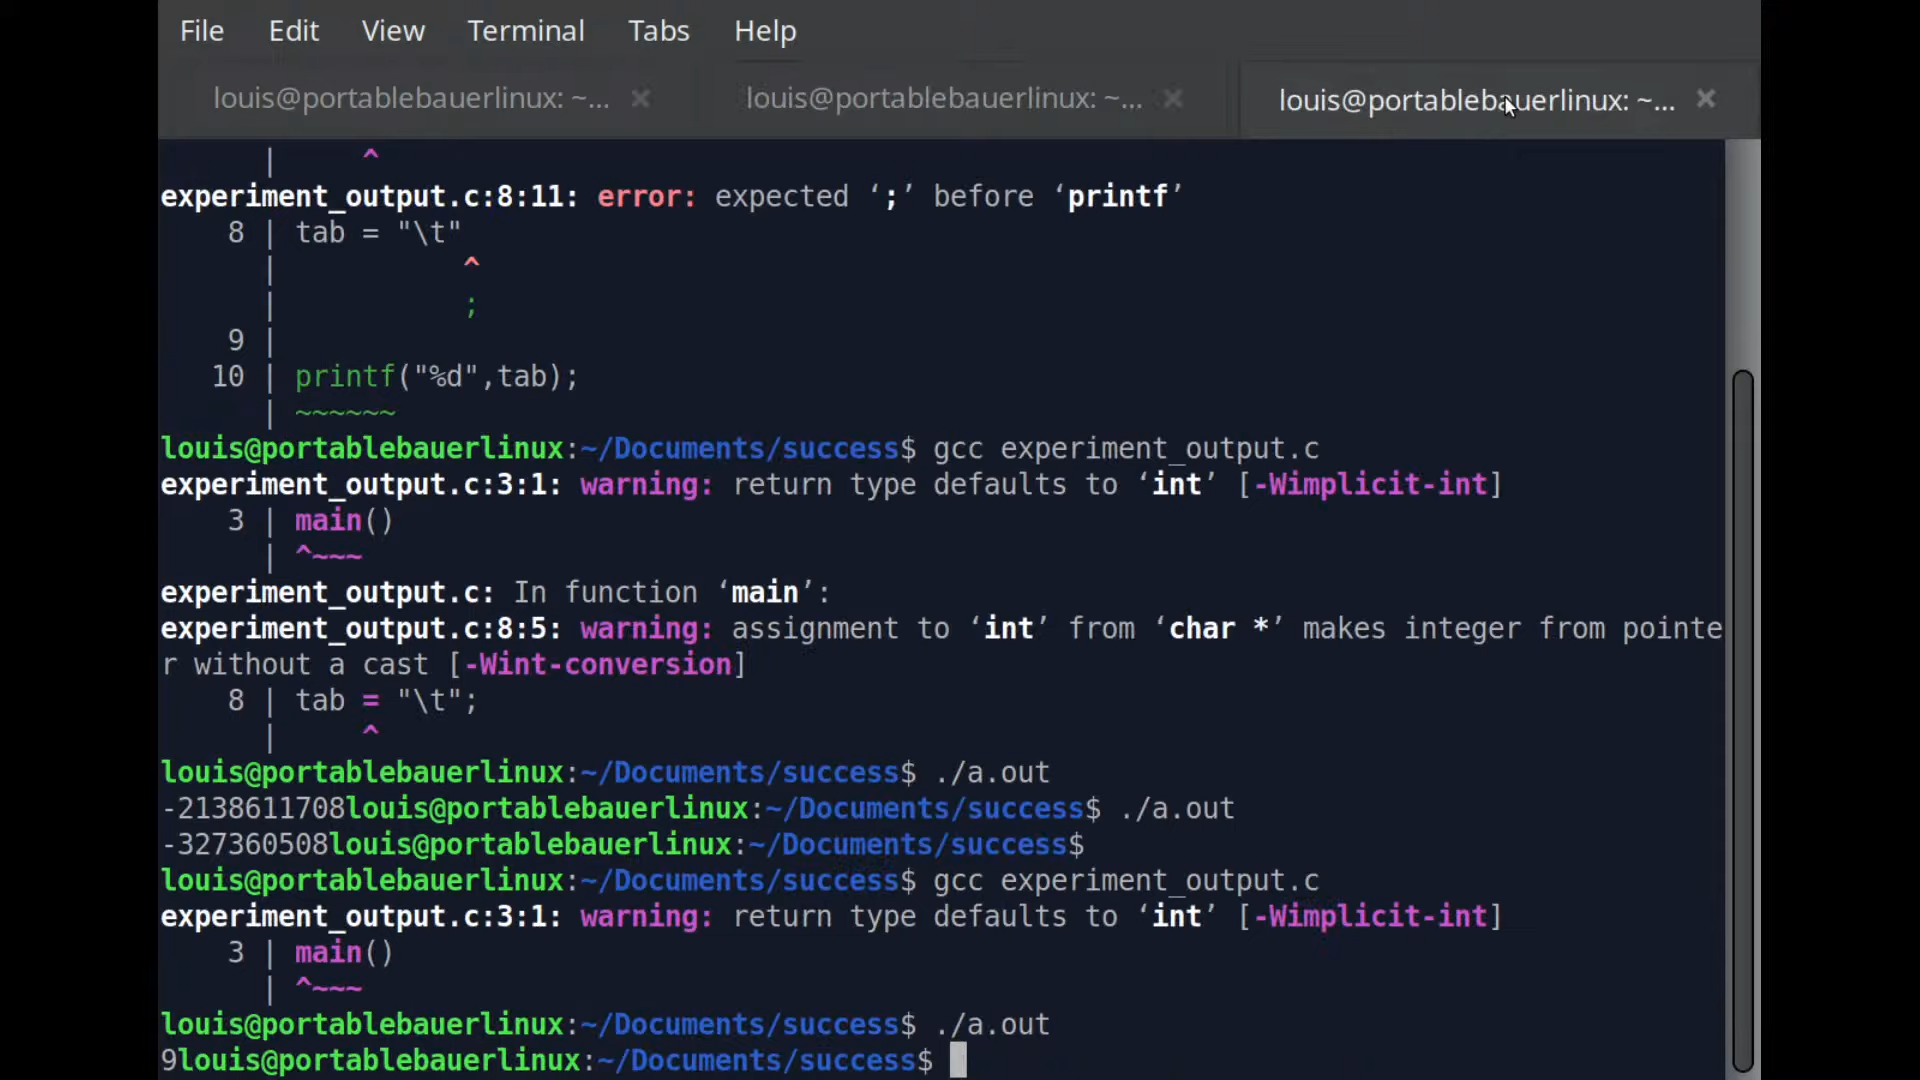 File Edit View Terminal Tabs Help
louis@portablebauerlinux: ~... × louis@portablebauerlinux: ~... × louis@portablebauerlinux: ~... ×
| ^
experiment_output.c:8:11: error: expected ‘;’ before ‘printf’
8 | tab = "\t"
| ^
| ;
9 |
10 | printf("%d",tab);
| ~~~~~~
louis@portablebauerlinux:~/Documents/success$ gcc experiment_output.c
experiment_output.c:3:1: warning: return type defaults to ‘int’ [-Wimplicit-int]
3 | main()
| ^~~~
experiment_output.c: In function ‘main’:
experiment_output.c:8:5: warning: assignment to ‘int’ from ‘char *’ makes integer from pointe
r without a cast [-Wint-conversion]
8 | tab = "\t";
| ^
louis@portablebauerlinux:~/Documents/success$ ./a.out
-2138611708louis@portablebauerlinux:~/Documents/success$ ./a.out
-327360508louis@portablebauerlinux:~/Documents/success$
louis@portablebauerlinux:~/Documents/success$ gcc experiment_output.c
experiment_output.c:3:1: warning: return type defaults to ‘int’ [-Wimplicit-int]
3 | main()
| ^~~~
louis@portablebauerlinux:~/Documents/success$ ./a.out
9louis@portablebauerlinux:~/Documents/success$